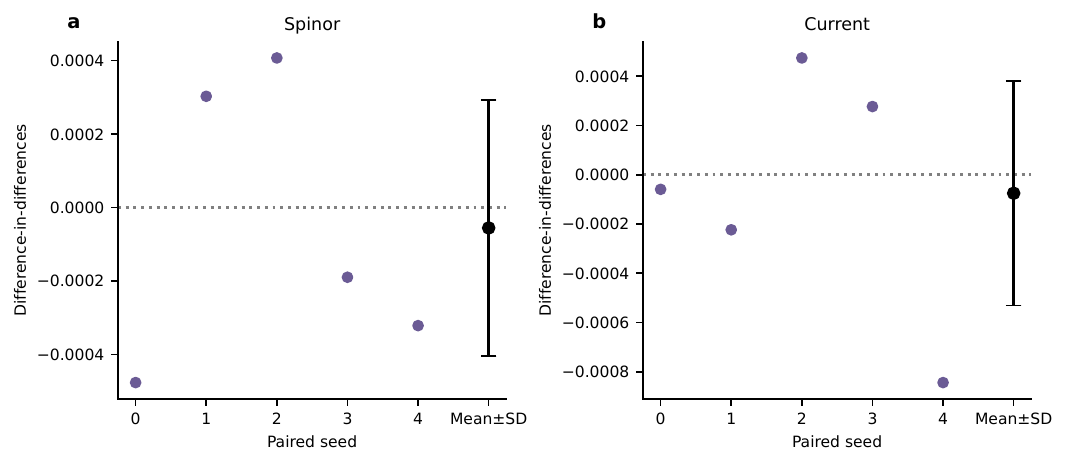 a
Spinor
Difference-in-differences
0.0004
0.0002
0.0000
−0.0002
−0.0004
0 1 2 3 4 Mean±SD
Paired seed
b
Current
Difference-in-differences
0.0004
0.0002
0.0000
−0.0002
−0.0004
−0.0006
−0.0008
0 1 2 3 4 Mean±SD
Paired seed